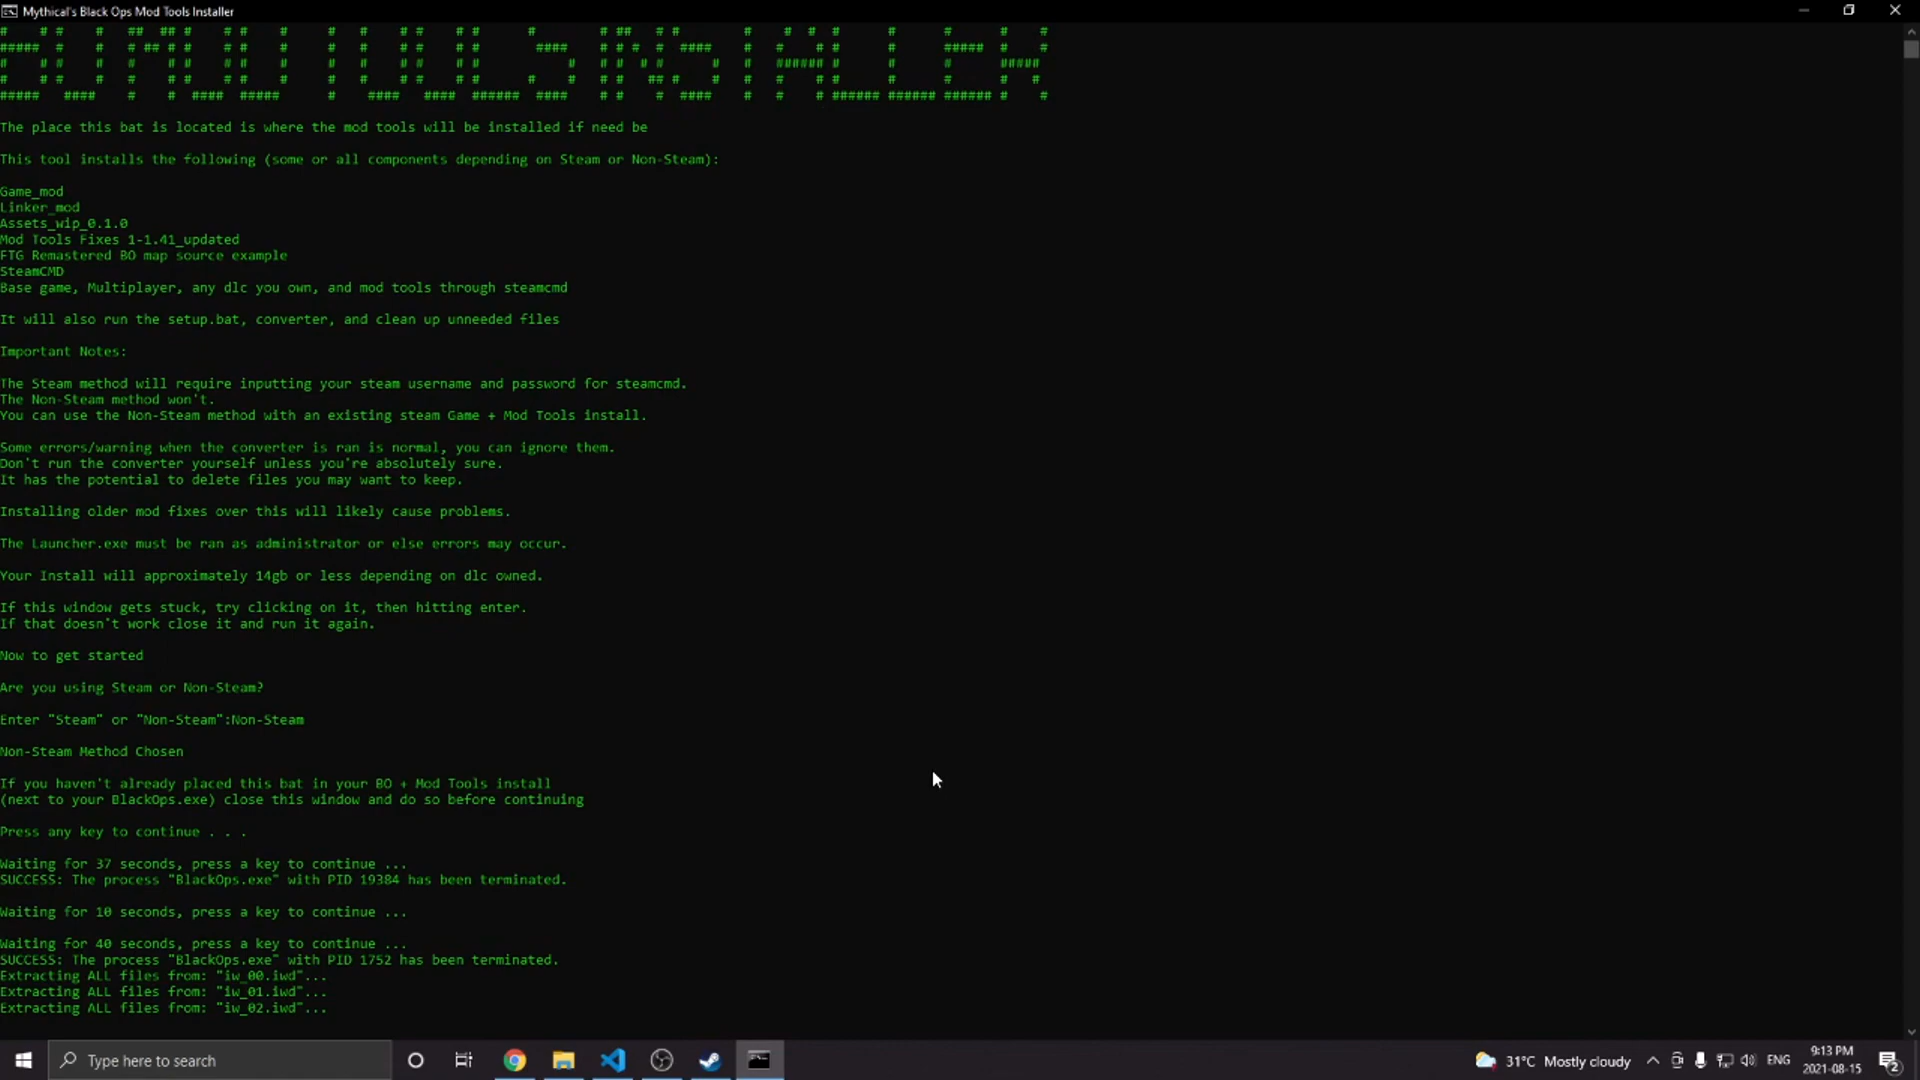 Mythical's Black Ops Mod Tools Installer
BO MOD TOOLS INSTALLER
The place this bat is located is where the mod tools will be installed if need be
This tool installs the following (some or all components depending on Steam or Non-Steam):
Game_mod
Linker_mod
Assets_wip_0.1.0
Mod Tools Fixes 1-1.41_updated
FTG Remastered BO map source example
SteamCMD
Base game, Multiplayer, any dlc you own, and mod tools through steamcmd
It will also run the setup.bat, converter, and clean up unneeded files
Important Notes:
The Steam method will require inputting your steam username and password for steamcmd.
The Non-Steam method won't.
You can use the Non-Steam method with an existing steam Game + Mod Tools install.
Some errors/warning when the converter is ran is normal, you can ignore them.
Don't run the converter yourself unless you're absolutely sure.
It has the potential to delete files you may want to keep.
Installing older mod fixes over this will likely cause problems.
The Launcher.exe must be ran as administrator or else errors may occur.
Your Install will approximately 14gb or less depending on dlc owned.
If this window gets stuck, try clicking on it, then hitting enter.
If that doesn't work close it and run it again.
Now to get started
Are you using Steam or Non-Steam?
Enter "Steam" or "Non-Steam":Non-Steam
Non-Steam Method Chosen
If you haven't already placed this bat in your BO + Mod Tools install
(next to your BlackOps.exe) close this window and do so before continuing
Press any key to continue . . .
Waiting for 37 seconds, press a key to continue ...
SUCCESS: The process "BlackOps.exe" with PID 19384 has been terminated.
Waiting for 10 seconds, press a key to continue ...
Waiting for 40 seconds, press a key to continue ...
SUCCESS: The process "BlackOps.exe" with PID 1752 has been terminated.
Extracting ALL files from: "iw_00.iwd"...
Extracting ALL files from: "iw_01.iwd"...
Extracting ALL files from: "iw_02.iwd"...
Type here to search
31°C Mostly cloudy
ENG
9:13 PM
2021-08-15
2